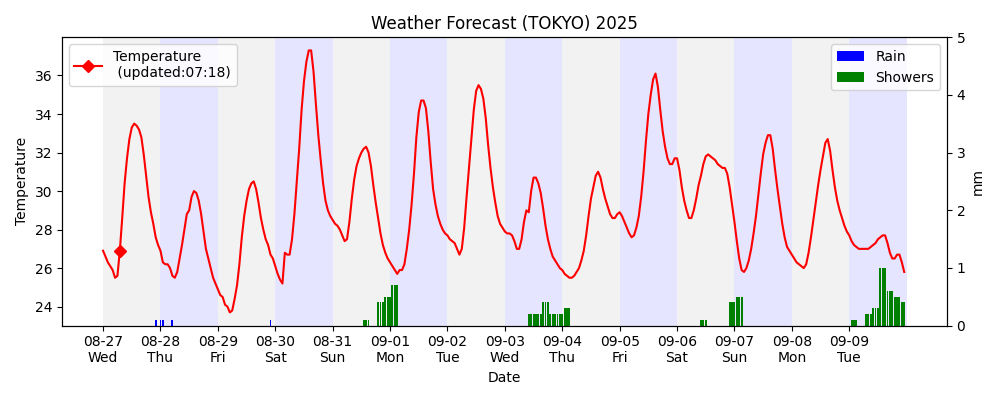 Weather Forecast (TOKYO) 2025
Temperature
(updated:07:18)
Rain
Showers
Temperature
36
34
32
30
28
26
24
5
4
3
2
1
0
mm
08-27 08-28 08-29 08-30 08-31 09-01 09-02 09-03 09-04 09-05 09-06 09-07 09-08 09-09
Wed Thu Fri Sat Sun Mon Tue Wed Thu Fri Sat Sun Mon Tue
Date